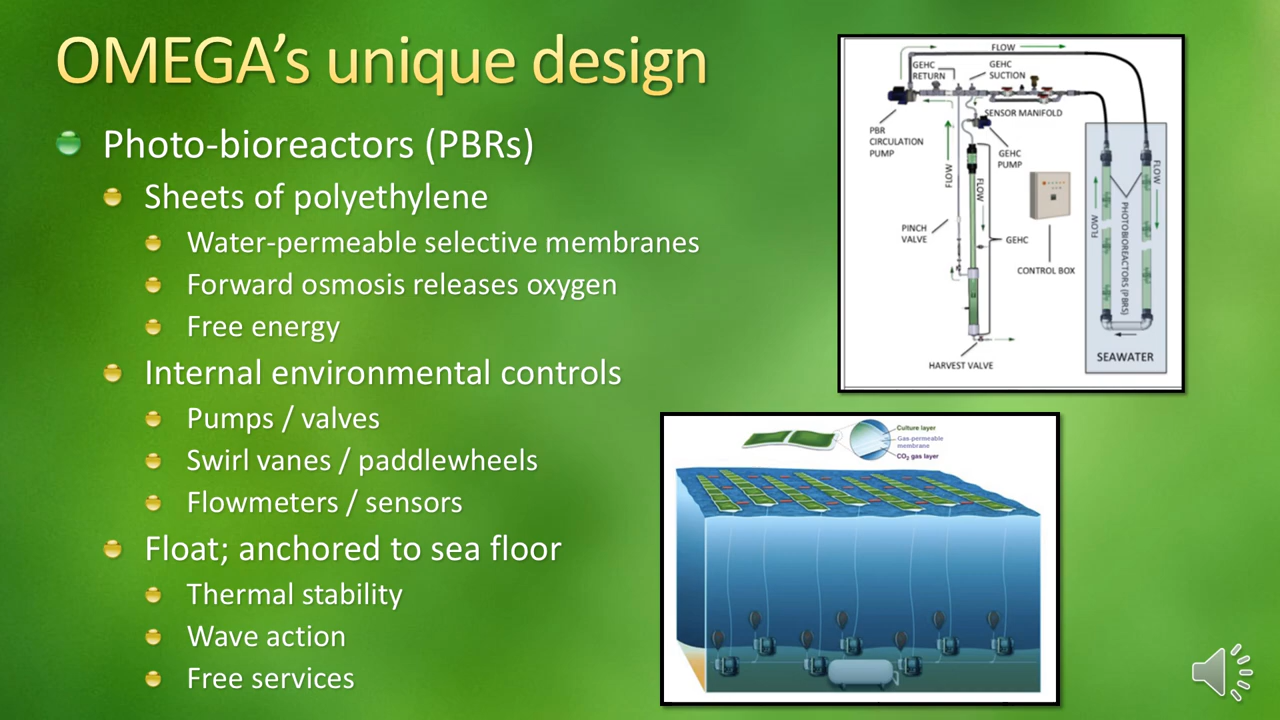 OMEGA's unique design
Photo-bioreactors (PBRs)
Sheets of polyethylene
Water-permeable selective membranes
Forward osmosis releases oxygen
Free energy
Internal environmental controls
Pumps / valves
Swirl vanes / paddlewheels
Flowmeters / sensors
Float; anchored to sea floor
Thermal stability
Wave action
Free services
FLOW
GEHC
RETURN
GEHC
SUCTION
SENSOR MANIFOLD
PBR
CIRCULATION
PUMP
GEHC
PUMP
FLOW
FLOW
PINCH
VALVE
GEHC
CONTROL BOX
HARVEST VALVE
FLOW
PHOTOBIOREACTORS (PBRS)
FLOW
SEAWATER
Culture layer
Gas-permeable
membrane
CO2 gas layer